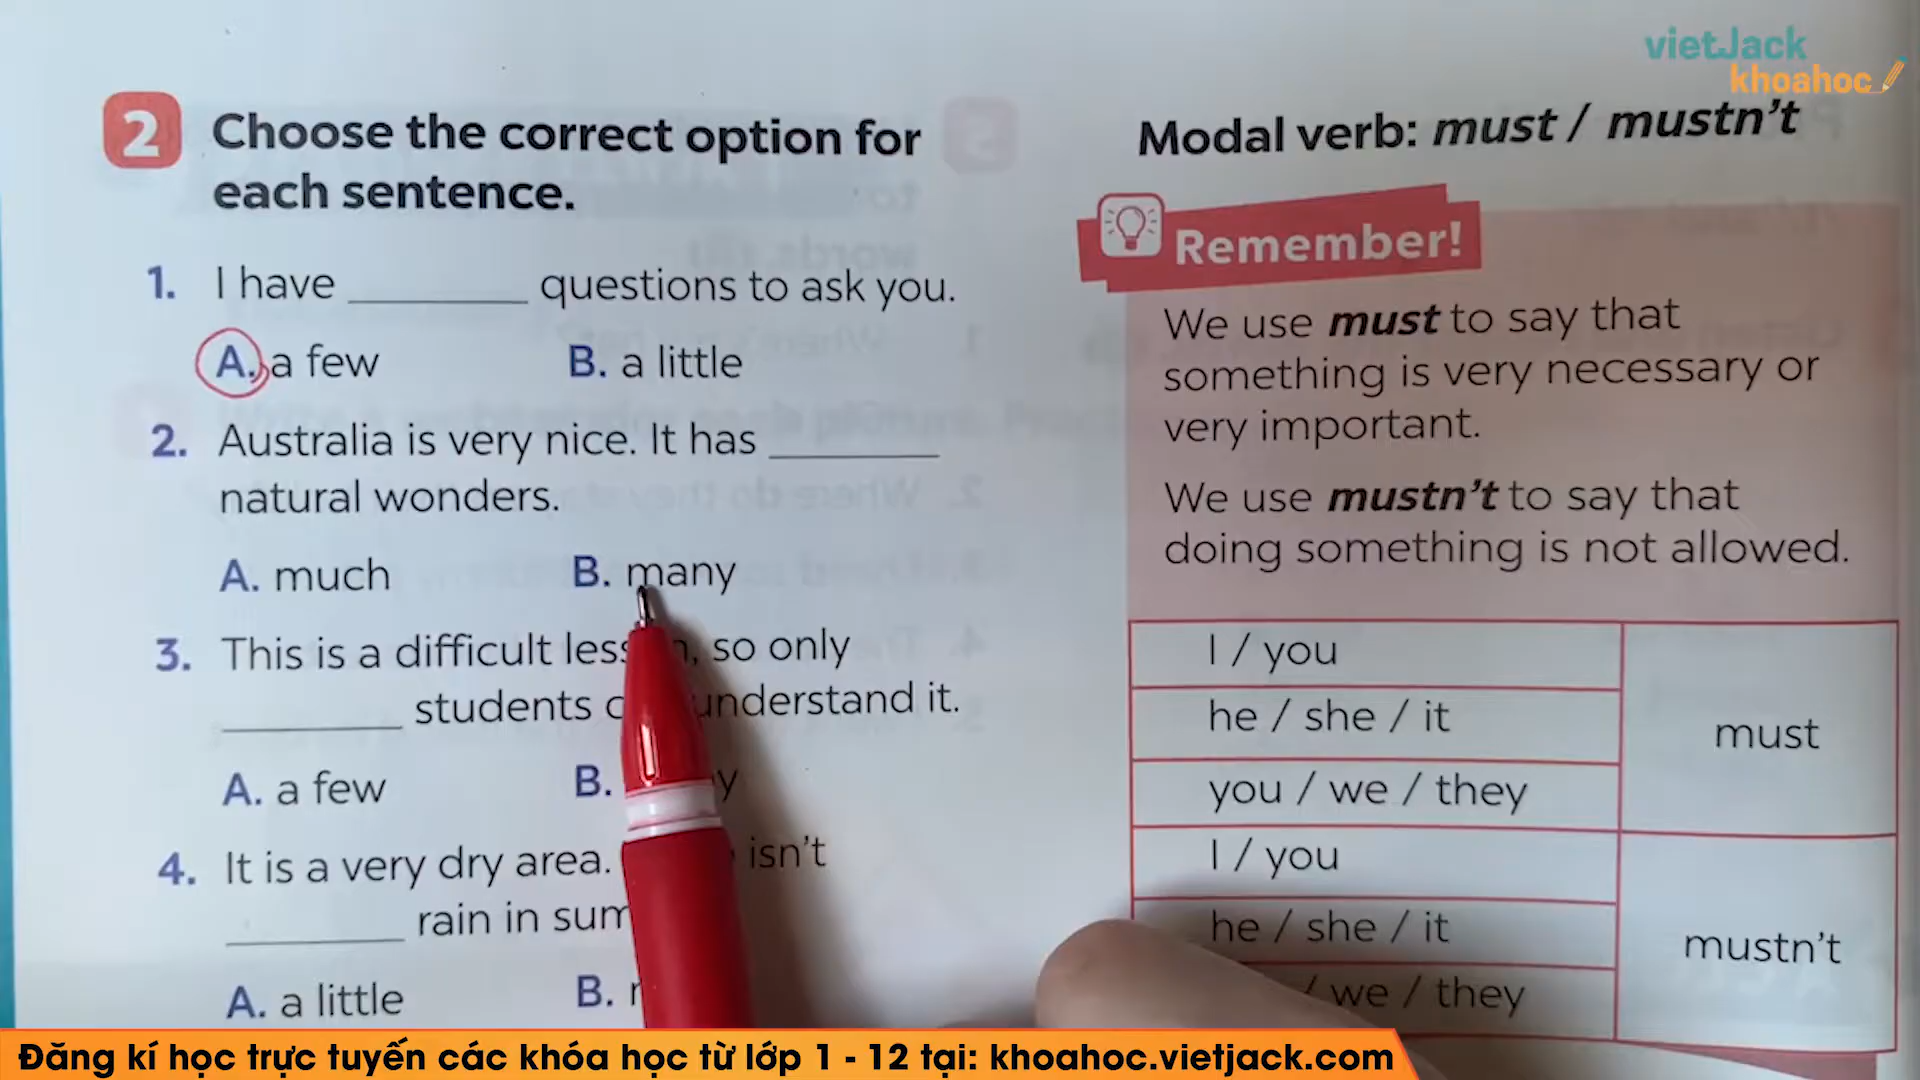 vietJack
khoahoc
2 Choose the correct option for
each sentence.
1. I have ________ questions to ask you.
A. a few B. a little
2. Australia is very nice. It has ________
natural wonders.
A. much B. many
3. This is a difficult so only
________ students understand it.
A. a few B.
4. It is a very dry area. isn't
________ rain in
A. a little B.
Modal verb: must / mustn't
Remember!
We use must to say that
something is very necessary or
very important.
We use mustn't to say that
doing something is not allowed.
I / you
he / she / it
you / we / they
must
I / you
he / she / it
/ we / they
mustn't
Đăng kí học trực tuyến các khóa học từ lớp 1 - 12 tại: khoahoc.vietjack.com